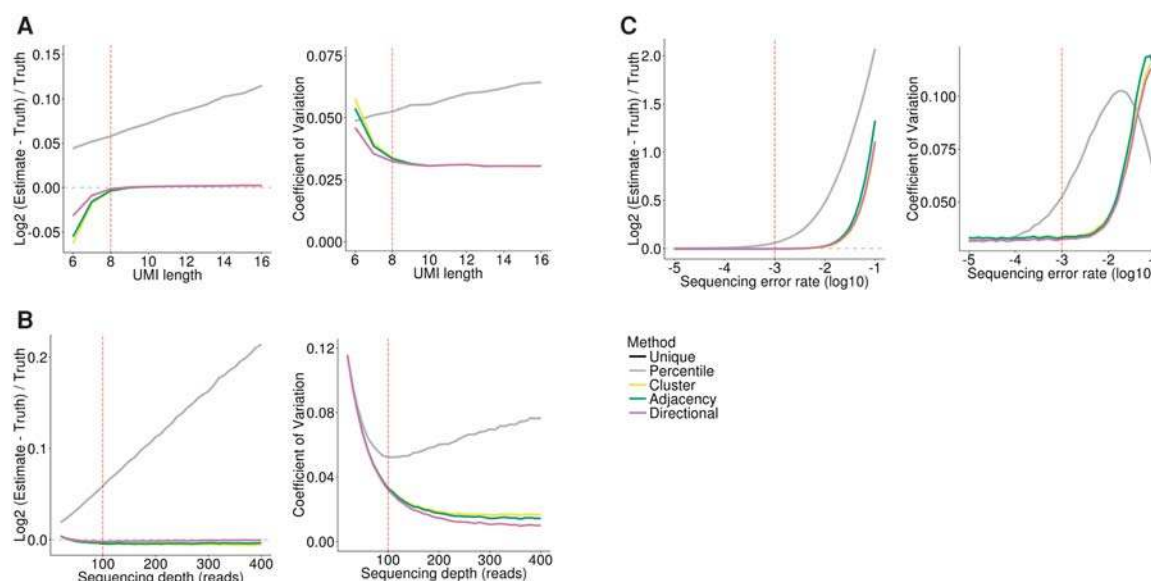 A
Log2 (Estimate - Truth) / Truth
0.15
0.10
0.05
0.00
-0.05
6 8 10 12 14 16
UMI length
Coefficient of Variation
0.075
0.050
0.025
0.000
6 8 10 12 14 16
UMI length
C
Log2 (Estimate - Truth) / Truth
2.0
1.5
1.0
0.5
0.0
-5 -4 -3 -2 -1
Sequencing error rate (log10)
Coefficient of Variation
0.100
0.075
0.050
-5 -4 -3 -2 -1
Sequencing error rate (log10)
B
Log2 (Estimate - Truth) / Truth
0.2
0.1
0.0
100 200 300 400
Sequencing depth (reads)
Coefficient of Variation
0.12
0.08
0.04
0.00
100 200 300 400
Sequencing depth (reads)
Method
Unique
Percentile
Cluster
Adjacency
Directional